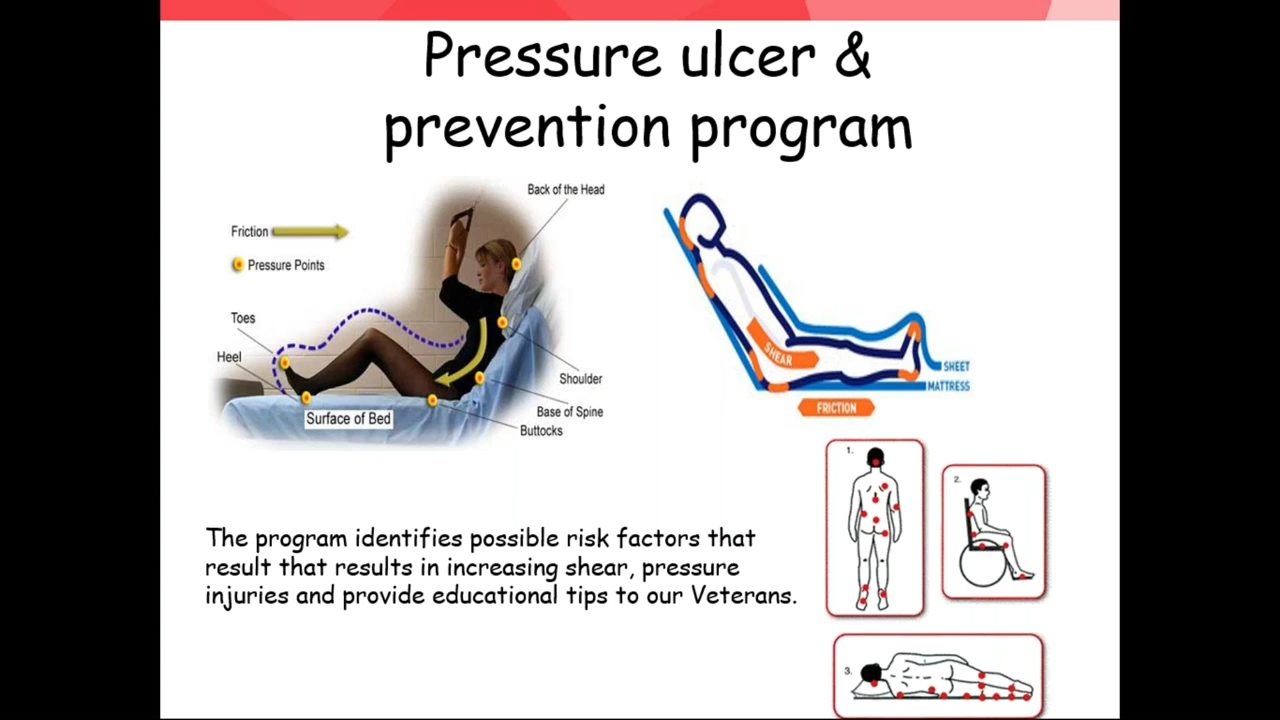 Pressure ulcer &
prevention program
Back of the Head
Friction
Pressure Points
Toes
Heel
Surface of Bed
Shoulder
Base of Spine
Buttocks
SHEAR
SHEET
MATTRESS
FRICTION
1.
2.
The program identifies possible risk factors that
result that results in increasing shear, pressure
injuries and provide educational tips to our Veterans.
3.